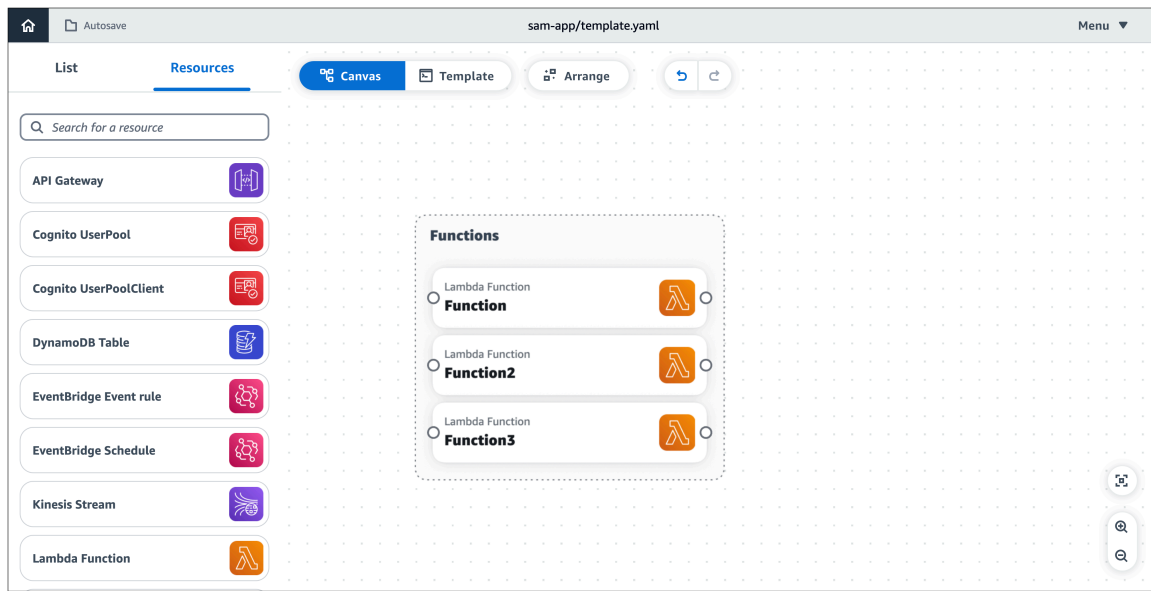 Autosave
sam-app/template.yaml
Menu
List
Resources
Canvas
Template
Arrange
Search for a resource
API Gateway
Cognito UserPool
Cognito UserPoolClient
DynamoDB Table
EventBridge Event rule
EventBridge Schedule
Kinesis Stream
Lambda Function
Functions
Lambda Function
Function
Lambda Function
Function2
Lambda Function
Function3